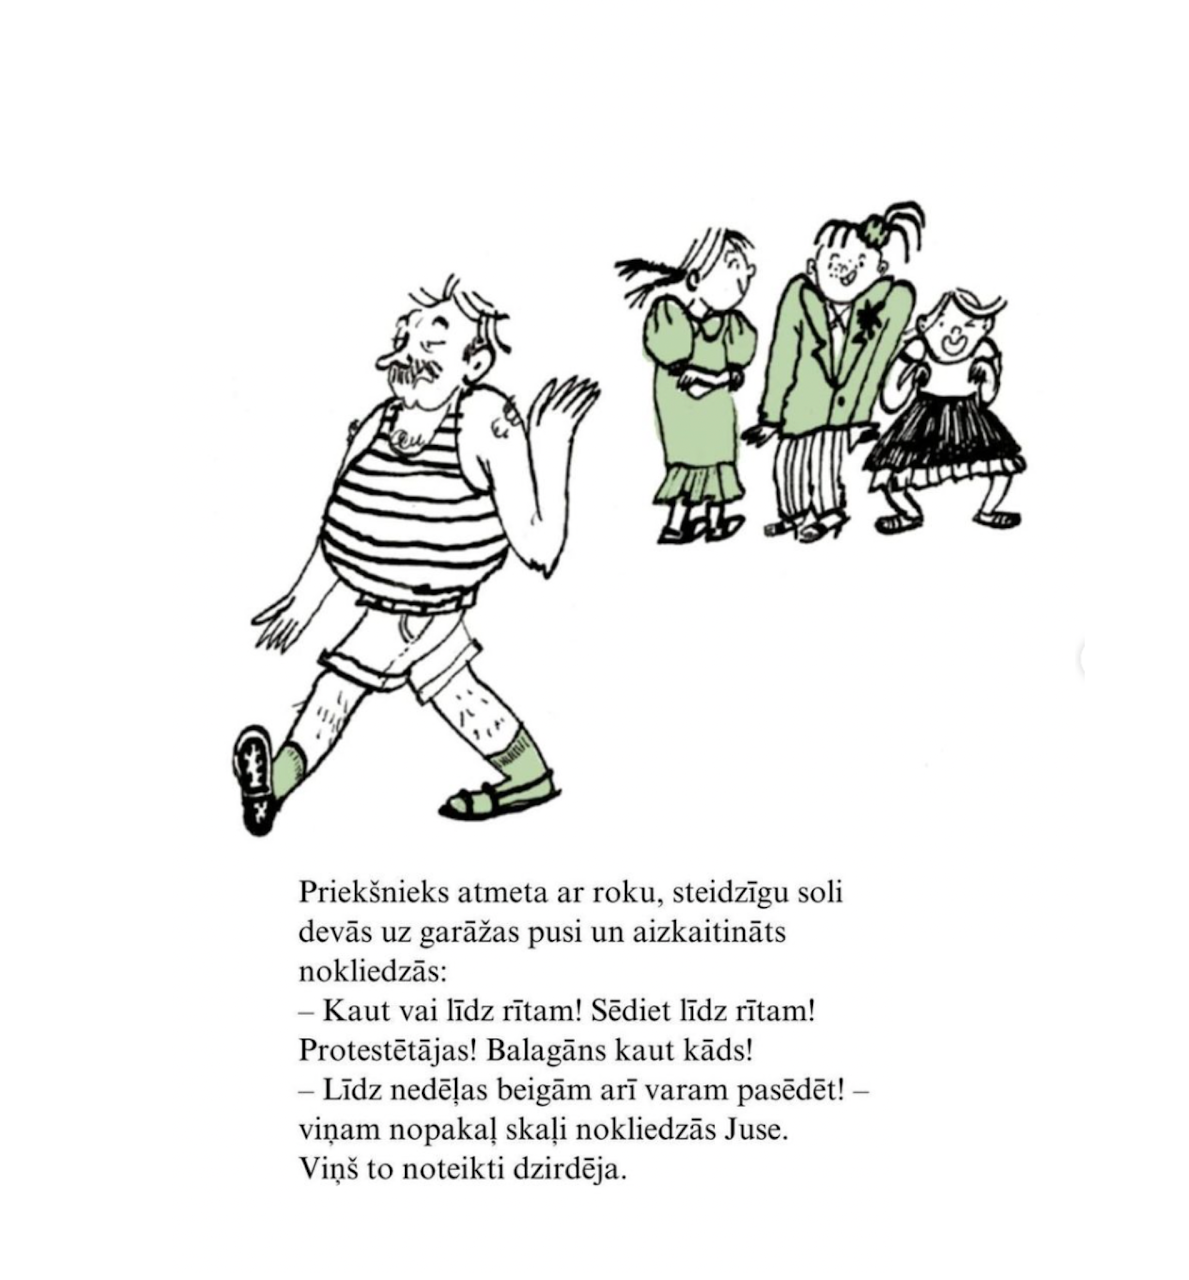 Priekšnieks atmeta ar roku, steidzīgu soli
devās uz garāžas pusi un aizkaitināts
nokliedzās:
– Kaut vai līdz rītam! Sēdiet līdz rītam!
Protestētājas! Balagāns kaut kāds!
– Līdz nedēļas beigām arī varam pasēdēt! –
viņam nopakaļ skaļi nokliedzās Juse.
Viņš to noteikti dzirdēja.